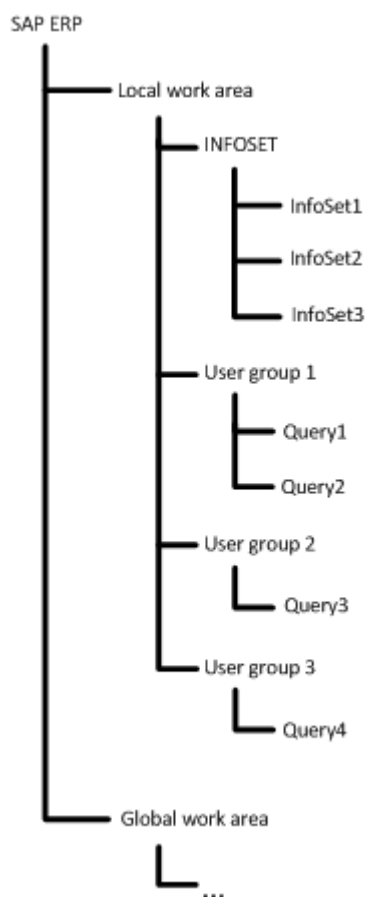 SAP ERP
Local work area
INFOSET
InfoSet1
InfoSet2
InfoSet3
User group 1
Query1
Query2
User group 2
Query3
User group 3
Query4
Global work area
...